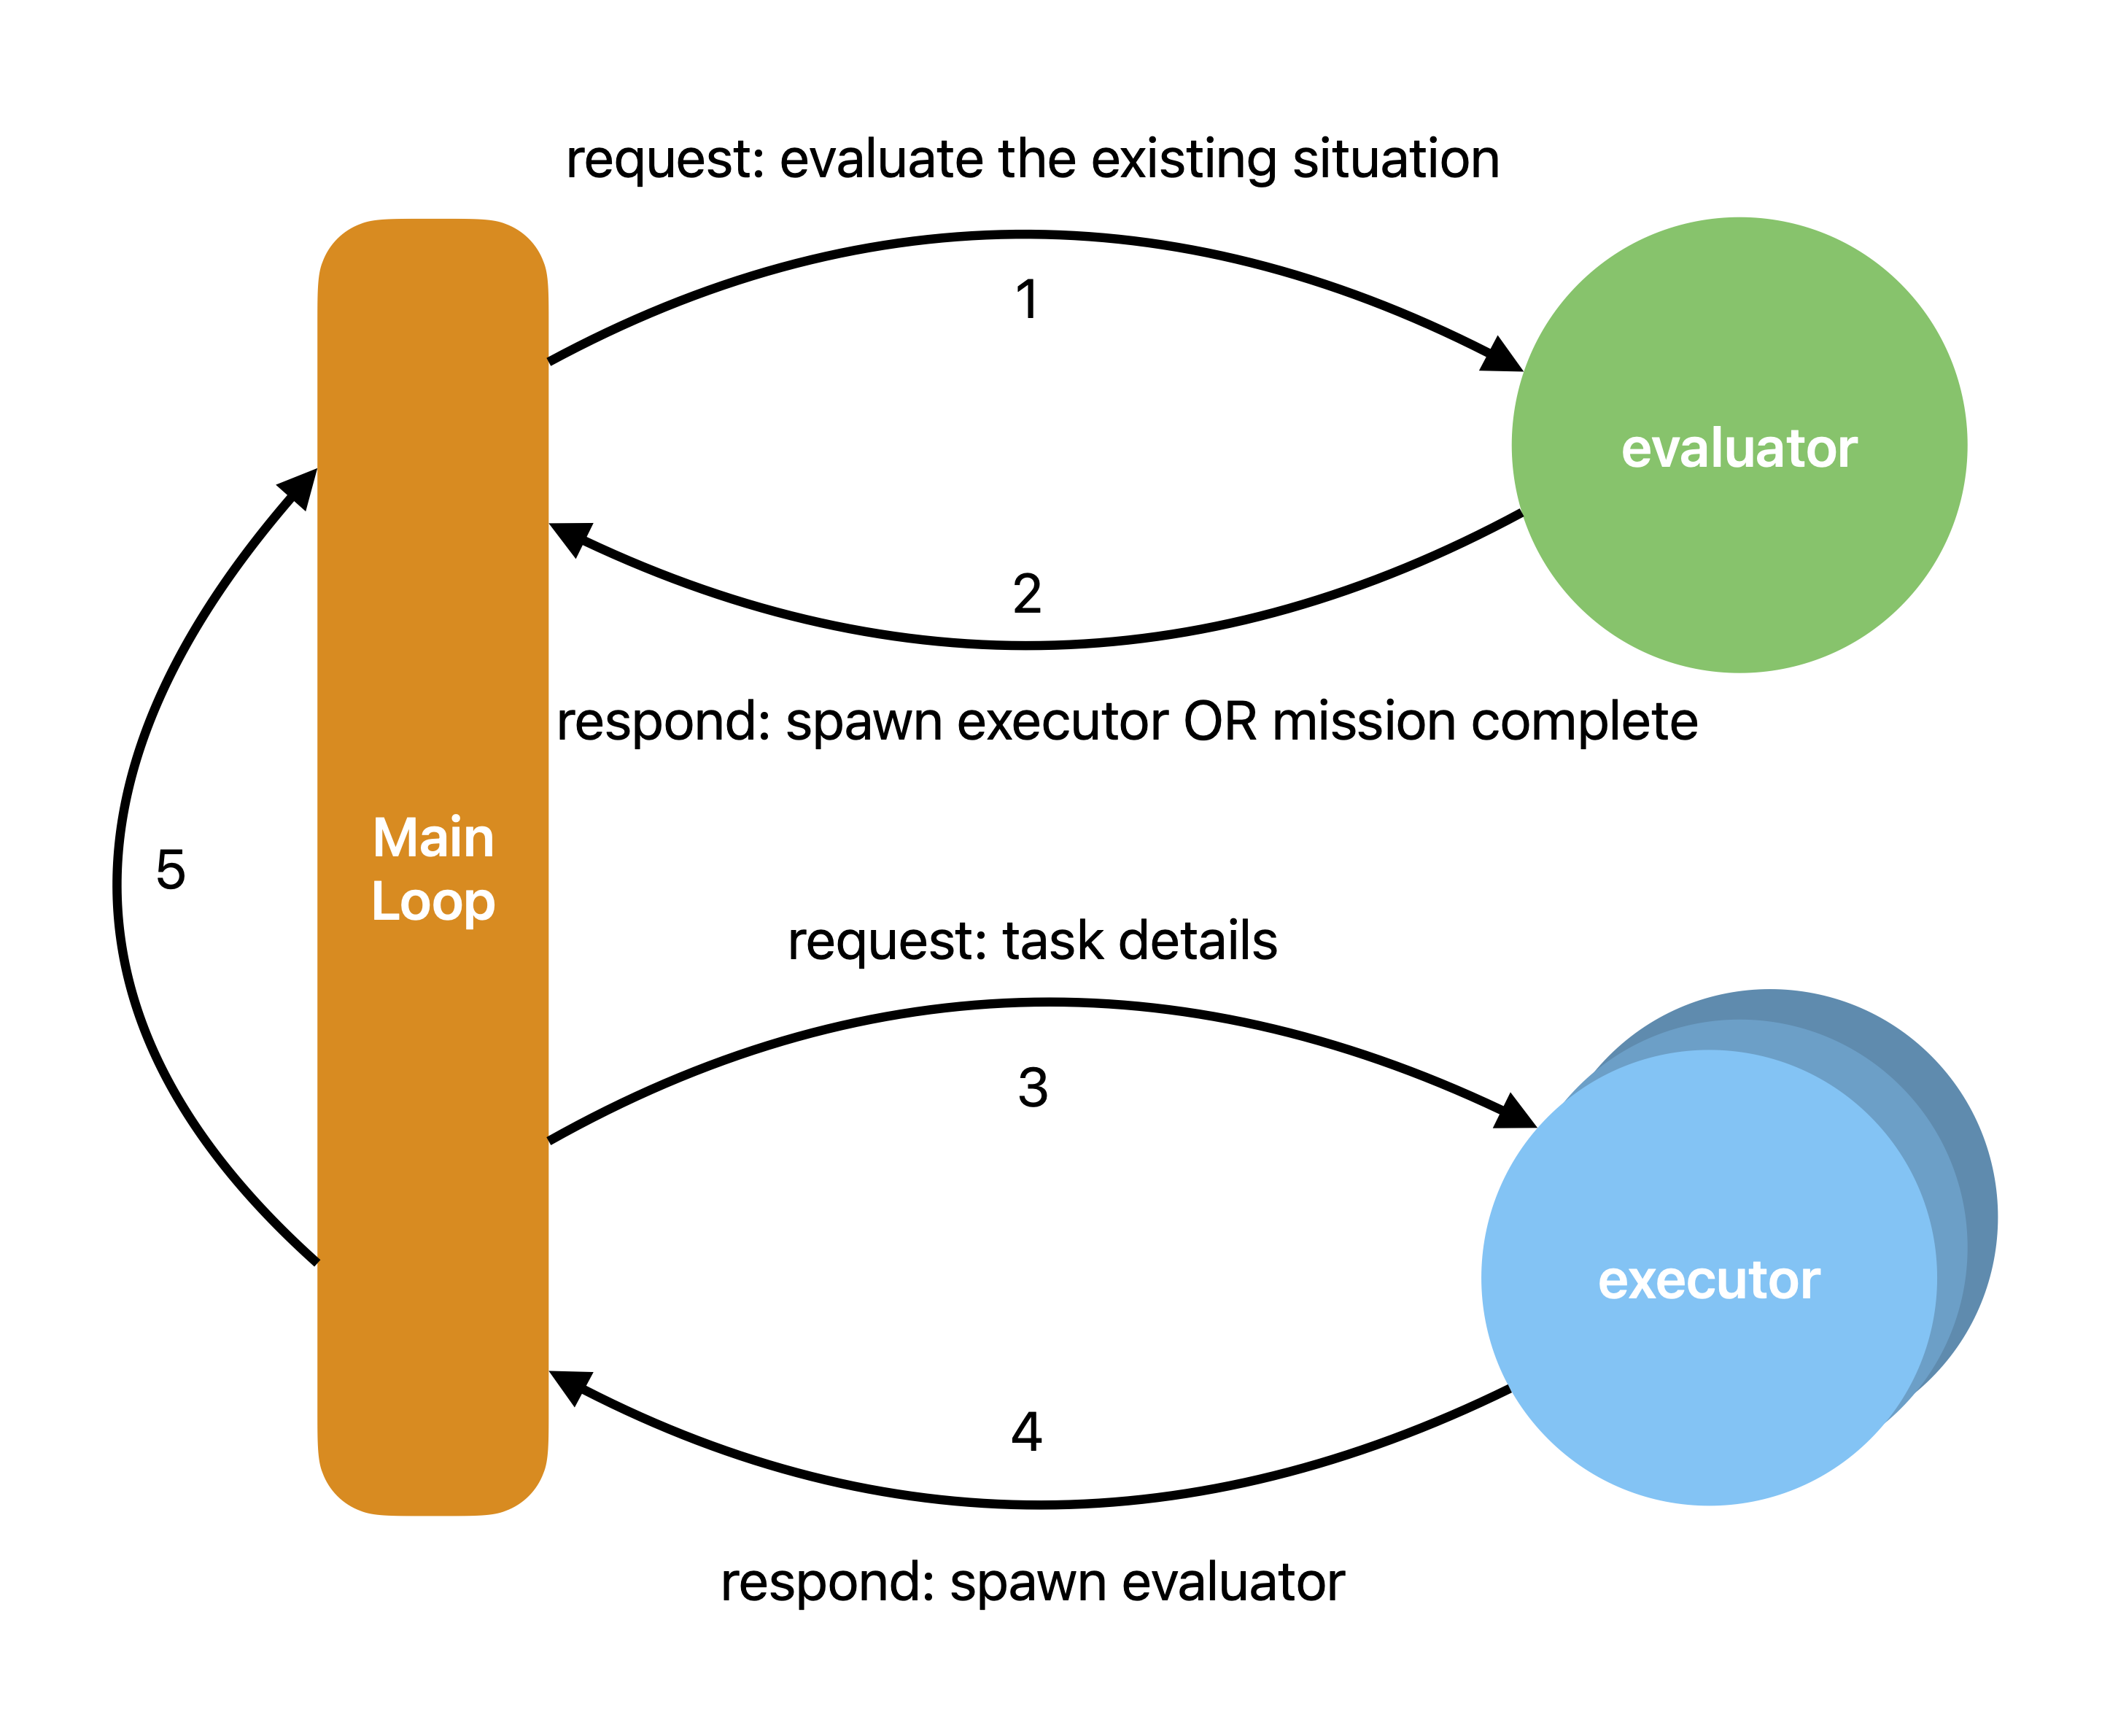 request: evaluate the existing situation
1
evaluator
2
respond: spawn executor OR mission complete
Main
Loop
5
request: task details
3
executor
4
respond: spawn evaluator